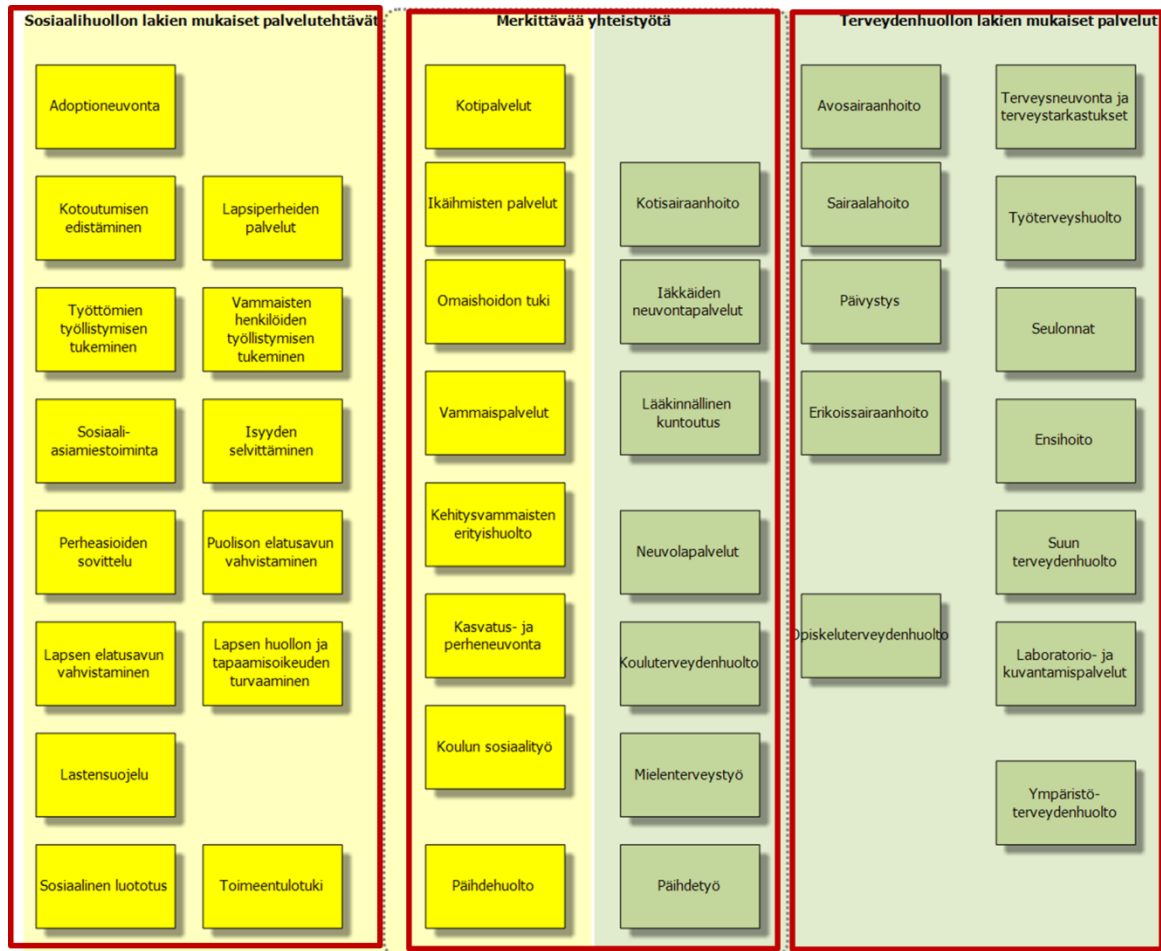 Sosiaalihuollon lakien mukaiset palvelutehtävät
Adoptioneuvonta
Kotoutumisen
edistäminen
Lapsiperheiden
palvelut
Työttömien
työllistymisen
tukeminen
Vammaisten
henkilöiden
työllistymisen
tukeminen
Sosiaali-
asiamiestoiminta
Isyyden
selvittäminen
Perheasioiden
sovittelu
Puolison elatusavun
vahvistaminen
Lapsen elatusavun
vahvistaminen
Lapsen huollon ja
tapaamisoikeuden
turvaaminen
Lastensuojelu
Sosiaalinen luototus
Toimeentulotuki
Merkittävää yhteistyötä
Kotipalvelut
Ikäihmisten palvelut
Kotisairaanhoito
Omaishoidon tuki
Iäkkäiden
neuvontapalvelut
Vammaispalvelut
Lääkinnällinen
kuntoutus
Kehitysvammaisten
erityishuolto
Neuvolapalvelut
Kasvatus- ja
perheneuvonta
Kouluterveydenhuolto
Koulun sosiaalityö
Mielenterveystyö
Päihdehuolto
Päihdetyö
Terveydenhuollon lakien mukaiset palvelut
Avosairaanhoito
Terveysneuvonta ja
terveystarkastukset
Sairaalahoito
Työterveyshuolto
Päivystys
Seulonnat
Erikoissairaanhoito
Ensihoito
Suun
terveydenhuolto
Opiskeluterveydenhuolto
Laboratorio- ja
kuvantamispalvelut
Ympäristö-
terveydenhuolto